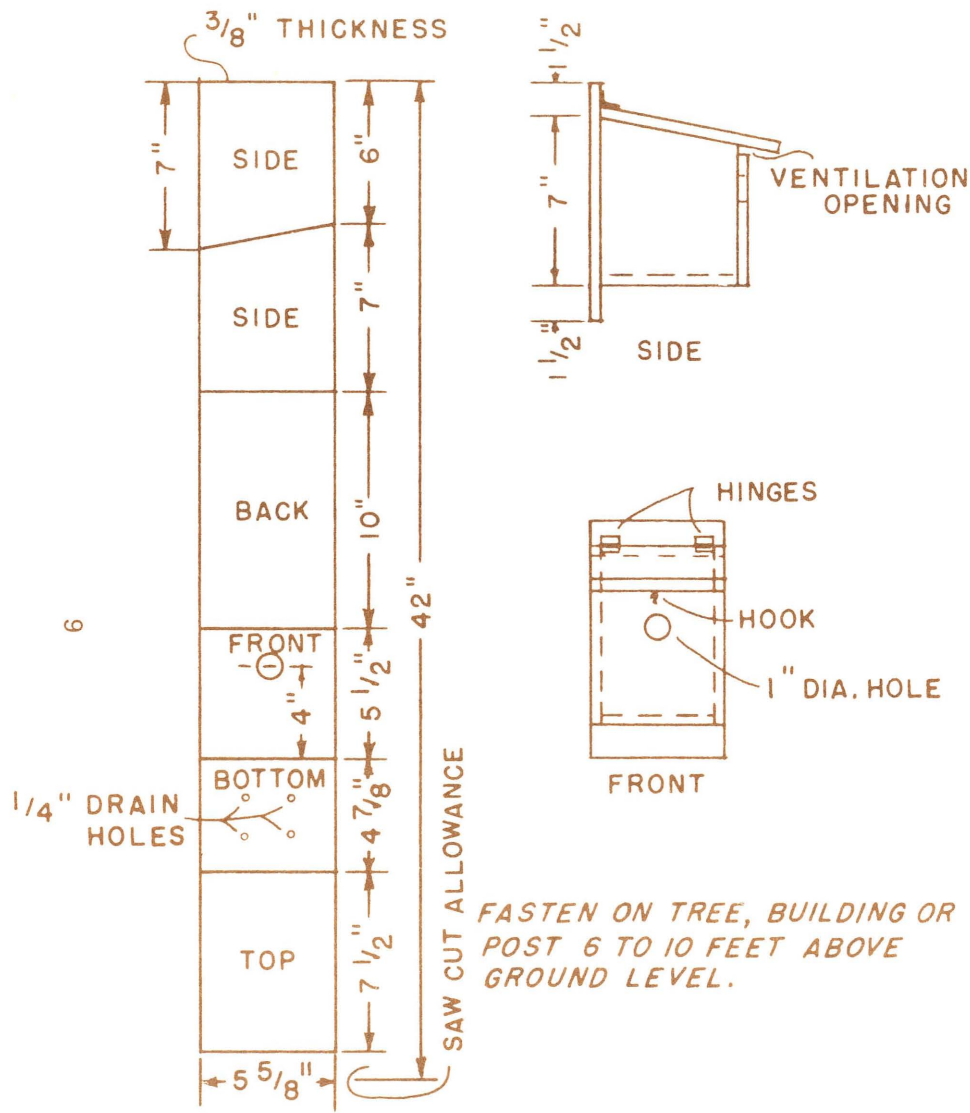 3/8" THICKNESS
7"
SIDE
6"
SIDE
7"
BACK
10"
42"
FRONT
4"
5 1/2"
BOTTOM
1/4" DRAIN
HOLES
4 7/8"
TOP
7 1/2"
5 5/8"
SAW CUT ALLOWANCE
1 1/2"
7"
1 1/2"
VENTILATION
OPENING
SIDE
HINGES
HOOK
1" DIA. HOLE
FRONT
FASTEN ON TREE, BUILDING OR
POST 6 TO 10 FEET ABOVE
GROUND LEVEL.
6